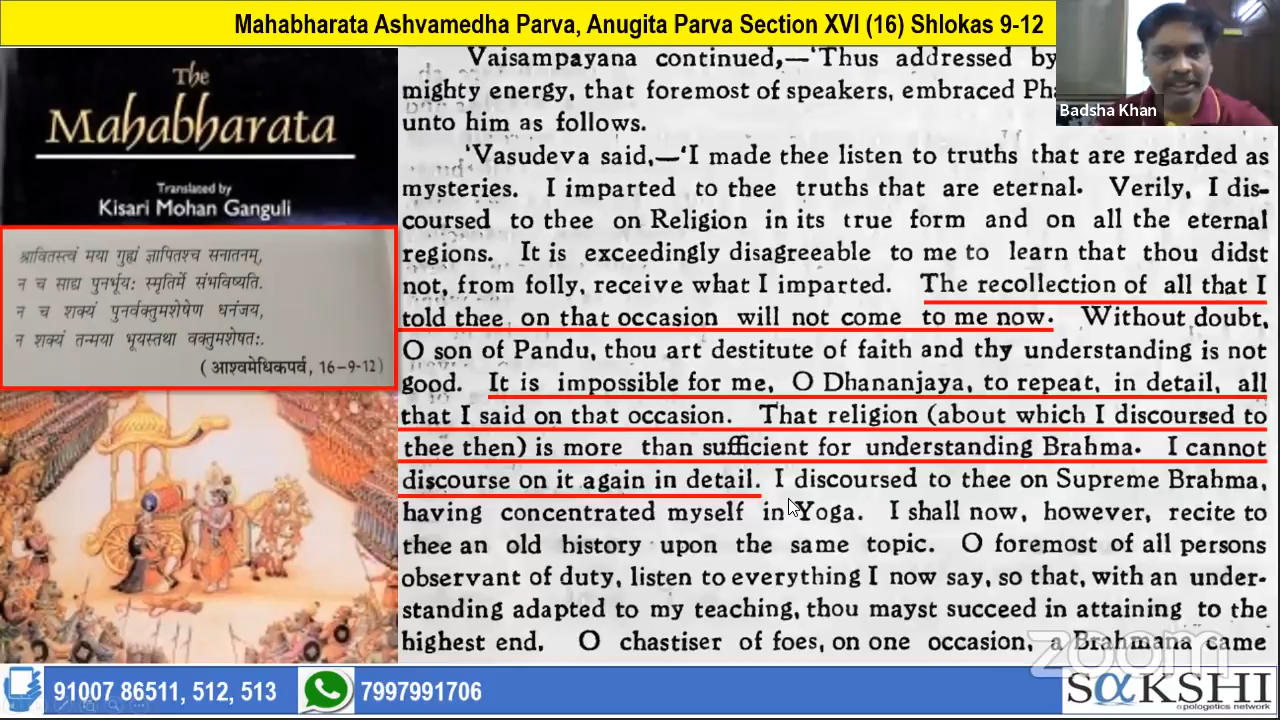 Mahabharata Ashvamedha Parva, Anugita Parva Section XVI (16) Shlokas 9-12
The
Mahabharata
Translated by
Kisari Mohan Ganguli
श्रावितस्त्वं मया गुह्यं ज्ञापितश्च सनातनम्,
न च साद्य पुनर्भूयः स्मृतिर्मे संभविष्यति.
न च शक्यं पुनर्वक्तुमशेषेण धनंजय,
न शक्यं तन्मया भूयस्तथा वक्तुमशेषतः.
(आश्वमेधिकपर्व, 16-9-12)
Vaisampayana continued,—'Thus addressed by
mighty energy, that foremost of speakers, embraced
unto him as follows.
'Vasudeva said,—'I made thee listen to truths that are regarded as
mysteries. I imparted to thee truths that are eternal. Verily, I dis-
coursed to thee on Religion in its true form and on all the eternal
regions. It is exceedingly disagreeable to me to learn that thou didst
not, from folly, receive what I imparted. The recollection of all that I
told thee on that occasion will not come to me now. Without doubt,
O son of Pandu, thou art destitute of faith and thy understanding is not
good. It is impossible for me, O Dhananjaya, to repeat, in detail, all
that I said on that occasion. That religion (about which I discoursed to
thee then) is more than sufficient for understanding Brahma. I cannot
discourse on it again in detail. I discoursed to thee on Supreme Brahma,
having concentrated myself in Yoga. I shall now, however, recite to
thee an old history upon the same topic. O foremost of all persons
observant of duty, listen to everything I now say, so that, with an under-
standing adapted to my teaching, thou mayst succeed in attaining to the
highest end. O chastiser of foes, on one occasion, a Brahmana came
Badsha Khan
zoom
91007 86511, 512, 513
7997991706
SαKSHI
apologetics network